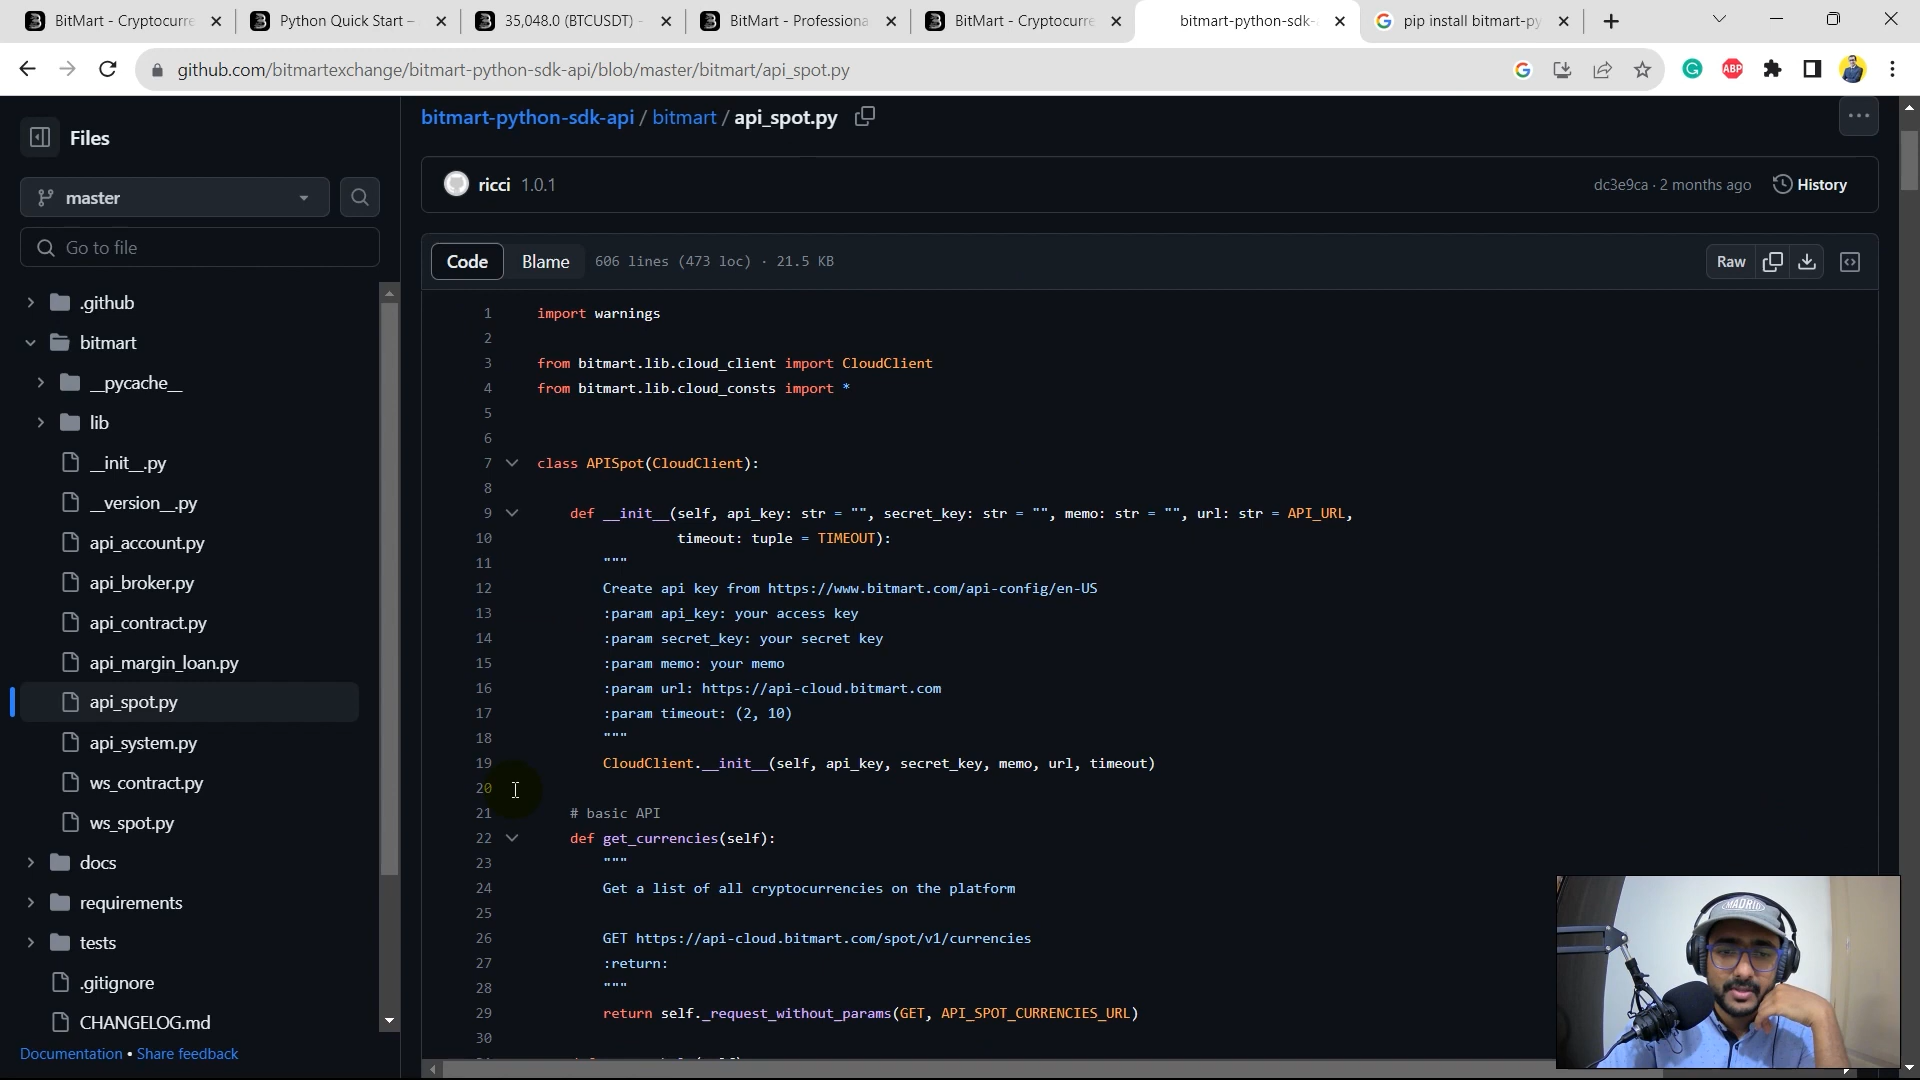 BitMart - Cryptocurre
Python Quick Start –
35,048.0 (BTCUSDT) -
BitMart - Professiona
BitMart - Cryptocurre
bitmart-python-sdk-
pip install bitmart-py
github.com/bitmartexchange/bitmart-python-sdk-api/blob/master/bitmart/api_spot.py
ABP
Files
master
Go to file
.github
bitmart
__pycache__
lib
__init__.py
__version__.py
api_account.py
api_broker.py
api_contract.py
api_margin_loan.py
api_spot.py
api_system.py
ws_contract.py
ws_spot.py
docs
requirements
tests
.gitignore
CHANGELOG.md
Documentation • Share feedback
bitmart-python-sdk-api / bitmart / api_spot.py
ricci 1.0.1
dc3e9ca · 2 months ago
History
Code Blame 606 lines (473 loc) · 21.5 KB
Raw
1 import warnings
2
3 from bitmart.lib.cloud_client import CloudClient
4 from bitmart.lib.cloud_consts import *
5
6
7 class APISpot(CloudClient):
8
9 def __init__(self, api_key: str = "", secret_key: str = "", memo: str = "", url: str = API_URL,
10 timeout: tuple = TIMEOUT):
11 """
12 Create api key from https://www.bitmart.com/api-config/en-US
13 :param api_key: your access key
14 :param secret_key: your secret key
15 :param memo: your memo
16 :param url: https://api-cloud.bitmart.com
17 :param timeout: (2, 10)
18 """
19 CloudClient.__init__(self, api_key, secret_key, memo, url, timeout)
20
21 # basic API
22 def get_currencies(self):
23 """
24 Get a list of all cryptocurrencies on the platform
25
26 GET https://api-cloud.bitmart.com/spot/v1/currencies
27 :return:
28 """
29 return self._request_without_params(GET, API_SPOT_CURRENCIES_URL)
30
MADRID